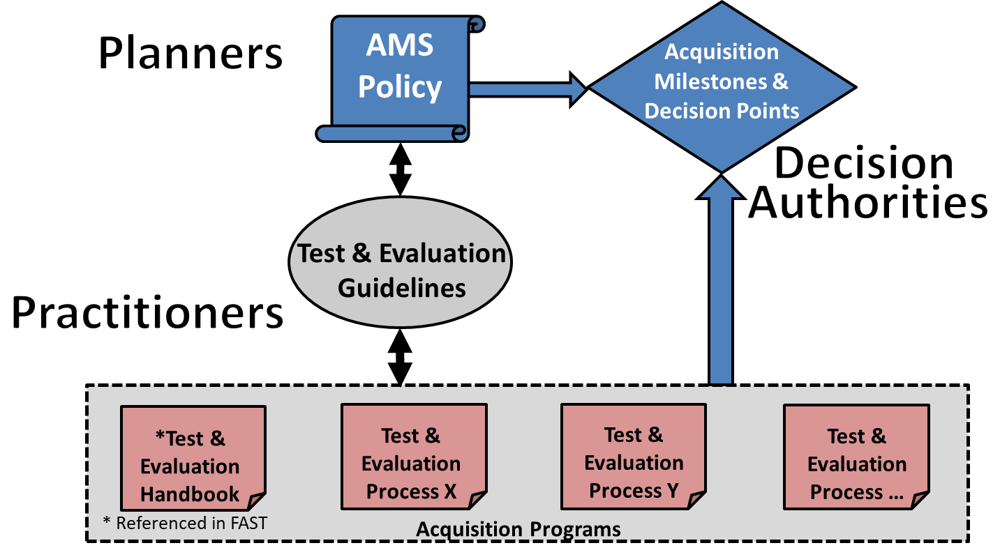 Planners
AMS
Policy
Acquisition
Milestones &
Decision Points
Decision
Authorities
Test & Evaluation
Guidelines
Practitioners
*Test &
Evaluation
Handbook
* Referenced in FAST
Test &
Evaluation
Process X
Test &
Evaluation
Process Y
Test &
Evaluation
Process ...
Acquisition Programs